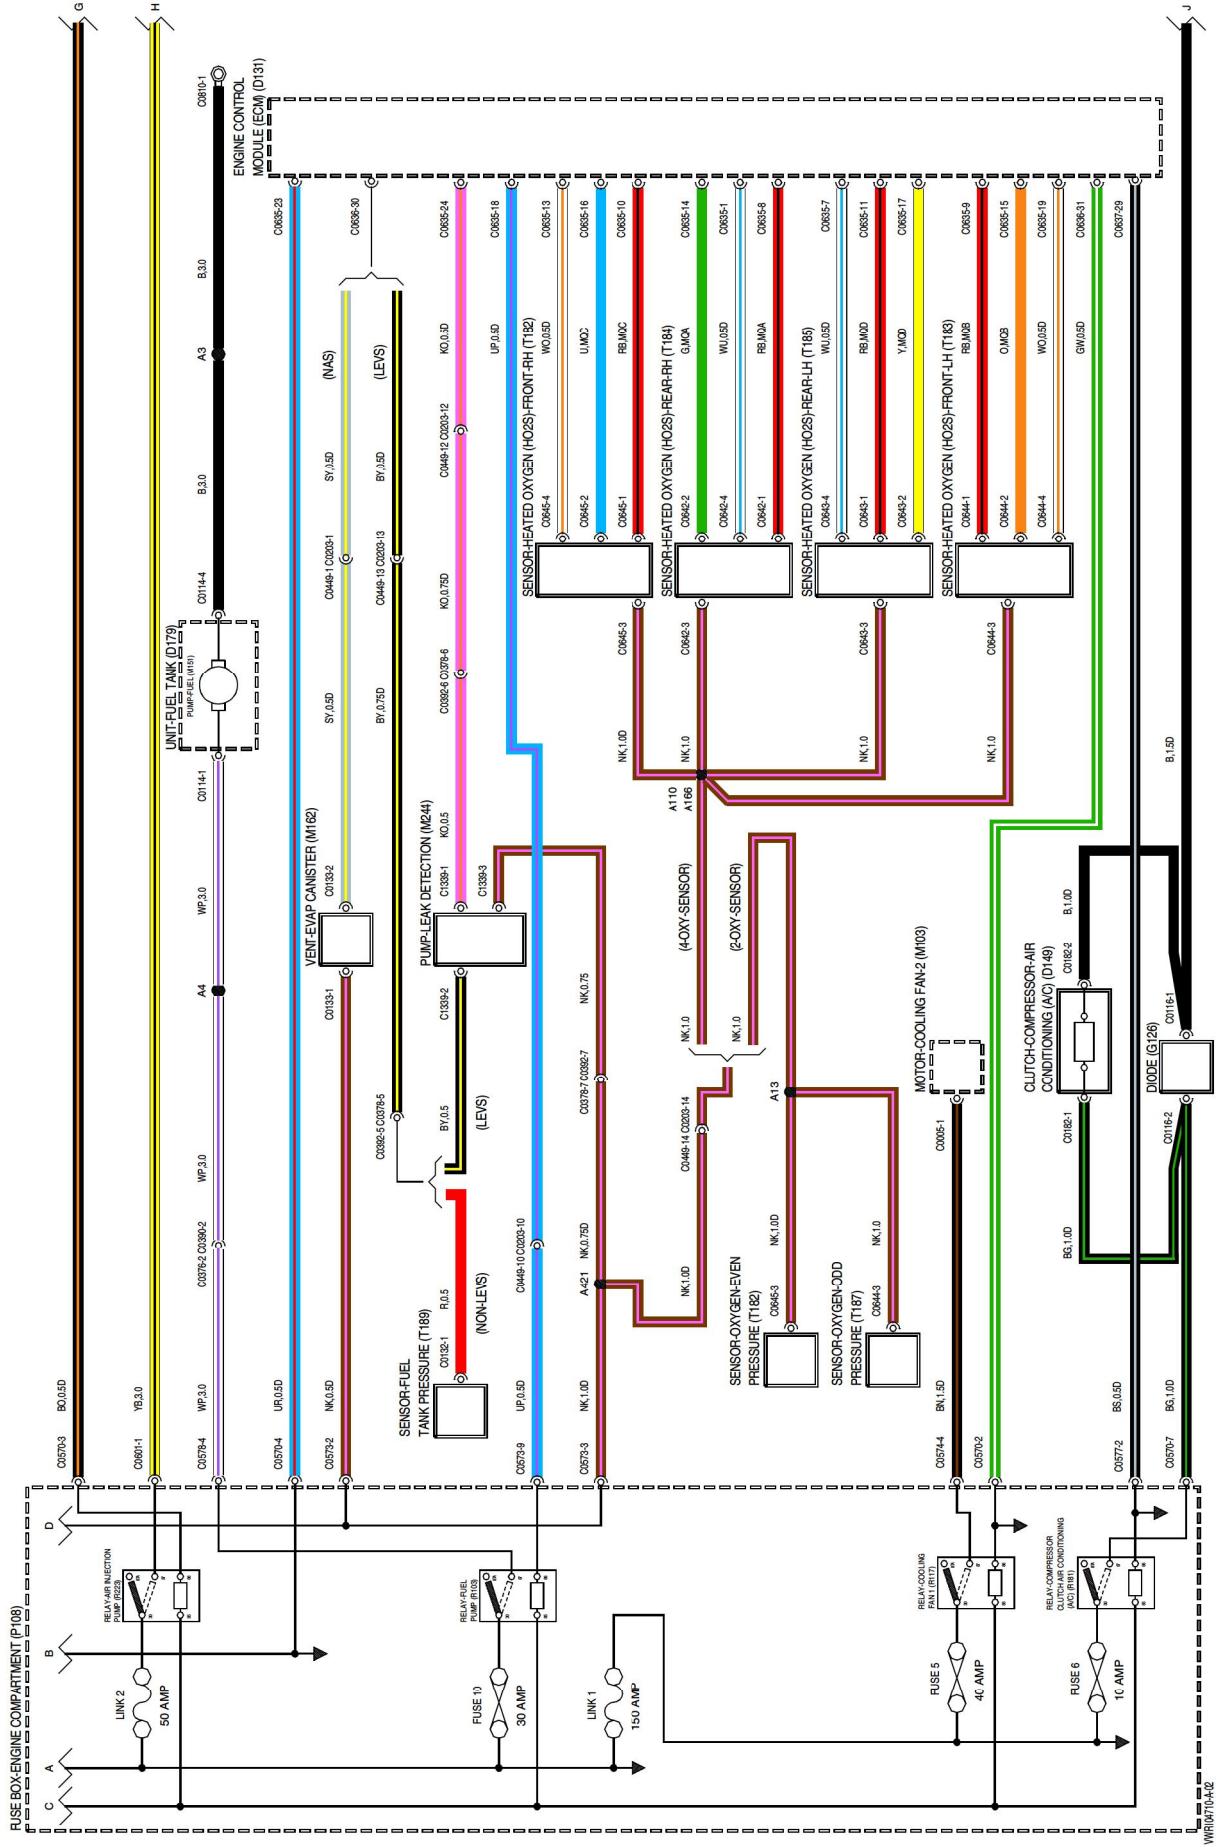 G
H
J
C0810-1
B,3.0
A3
B,3.0
C0114-4
UNIT-FUEL TANK (D179)
PUMP-FUEL (M151)
C0114-1
WP,3.0
A4
WP,3.0
C0376-2 C0390-2
WP,3.0
C0578-4
ENGINE CONTROL
MODULE (ECM) (D131)
C0635-23
C0636-30
C0635-24
C0635-18
C0635-13
C0635-16
C0635-10
C0635-14
C0635-1
C0635-8
C0635-7
C0635-11
C0635-17
C0635-9
C0635-15
C0635-19
C0636-31
C0637-29
(NAS)
(LEVS)
KO,0.5D
UP,0.5D
WO,0.5D
U,MQC
RB,MQC
G,MQA
WU,0.5D
RB,MQA
WU,0.5D
RB,MQD
Y,MQD
RB,MQB
O,MQB
WO,0.5D
GW,0.5D
SY,0.5D
BY,0.5D
C0449-12 C0203-12
SENSOR-HEATED OXYGEN (HO2S)-FRONT-RH (T182)
C0645-4
C0645-2
C0645-1
SENSOR-HEATED OXYGEN (HO2S)-REAR-RH (T184)
C0642-2
C0642-4
C0642-1
SENSOR-HEATED OXYGEN (HO2S)-REAR-LH (T185)
C0643-4
C0643-1
C0643-2
SENSOR-HEATED OXYGEN (HO2S)-FRONT-LH (T183)
C0644-1
C0644-2
C0644-4
C0449-1 C0203-1
C0449-13 C0203-13
KO,0.75D
C0645-3
C0642-3
C0643-3
C0644-3
SY,0.5D
BY,0.75D
C0392-6 C0378-6
NK,1.0D
NK,1.0
NK,1.0
NK,1.0
B,1.5D
A110
A166
VENT-EVAP CANISTER (M162)
C0133-2
C0133-1
PUMP-LEAK DETECTION (M244)
KO,0.5
C1339-1
C1339-3
C1339-2
(4-OXY-SENSOR)
(2-OXY-SENSOR)
NK,0.75
NK,1.0
NK,1.0
MOTOR-COOLING FAN-2 (M103)
C0005-1
CLUTCH-COMPRESSOR-AIR
CONDITIONING (A/C) (D149)
C0182-2
B,1.0D
C0182-1
DIODE (G126)
C0116-1
C0116-2
C0392-5 C0378-5
BY,0.5
(LEVS)
C0378-7 C0392-7
C0449-14 C0203-14
A13
R,0.5
(NON-LEVS)
C0449-10 C0203-10
A421
NK,0.75D
NK,1.0D
NK,1.0D
NK,1.0
BG,1.0D
SENSOR-FUEL
TANK PRESSURE (T189)
C0132-1
SENSOR-OXYGEN-EVEN
PRESSURE (T182)
C0645-3
SENSOR-OXYGEN-ODD
PRESSURE (T187)
C0644-3
BO,0.5D
YB,3.0
UR,0.5D
NK,0.5D
UP,0.5D
NK,1.0D
BN,1.5D
BS,0.5D
BG,1.0D
C0570-3
C0601-1
C0570-4
C0573-2
C0573-9
C0573-3
C0574-4
C0570-2
C0577-2
C0570-7
FUSE BOX-ENGINE COMPARTMENT (P108)
D
B
A
C
RELAY-AIR INJECTION
PUMP (R223)
RELAY-FUEL
PUMP (R103)
RELAY-COOLING
FAN 1 (R117)
RELAY-COMPRESSOR
CLUTCH AIR CONDITIONING
(A/C) (R181)
LINK 2
50 AMP
FUSE 10
30 AMP
LINK 1
150 AMP
FUSE 5
40 AMP
FUSE 6
10 AMP